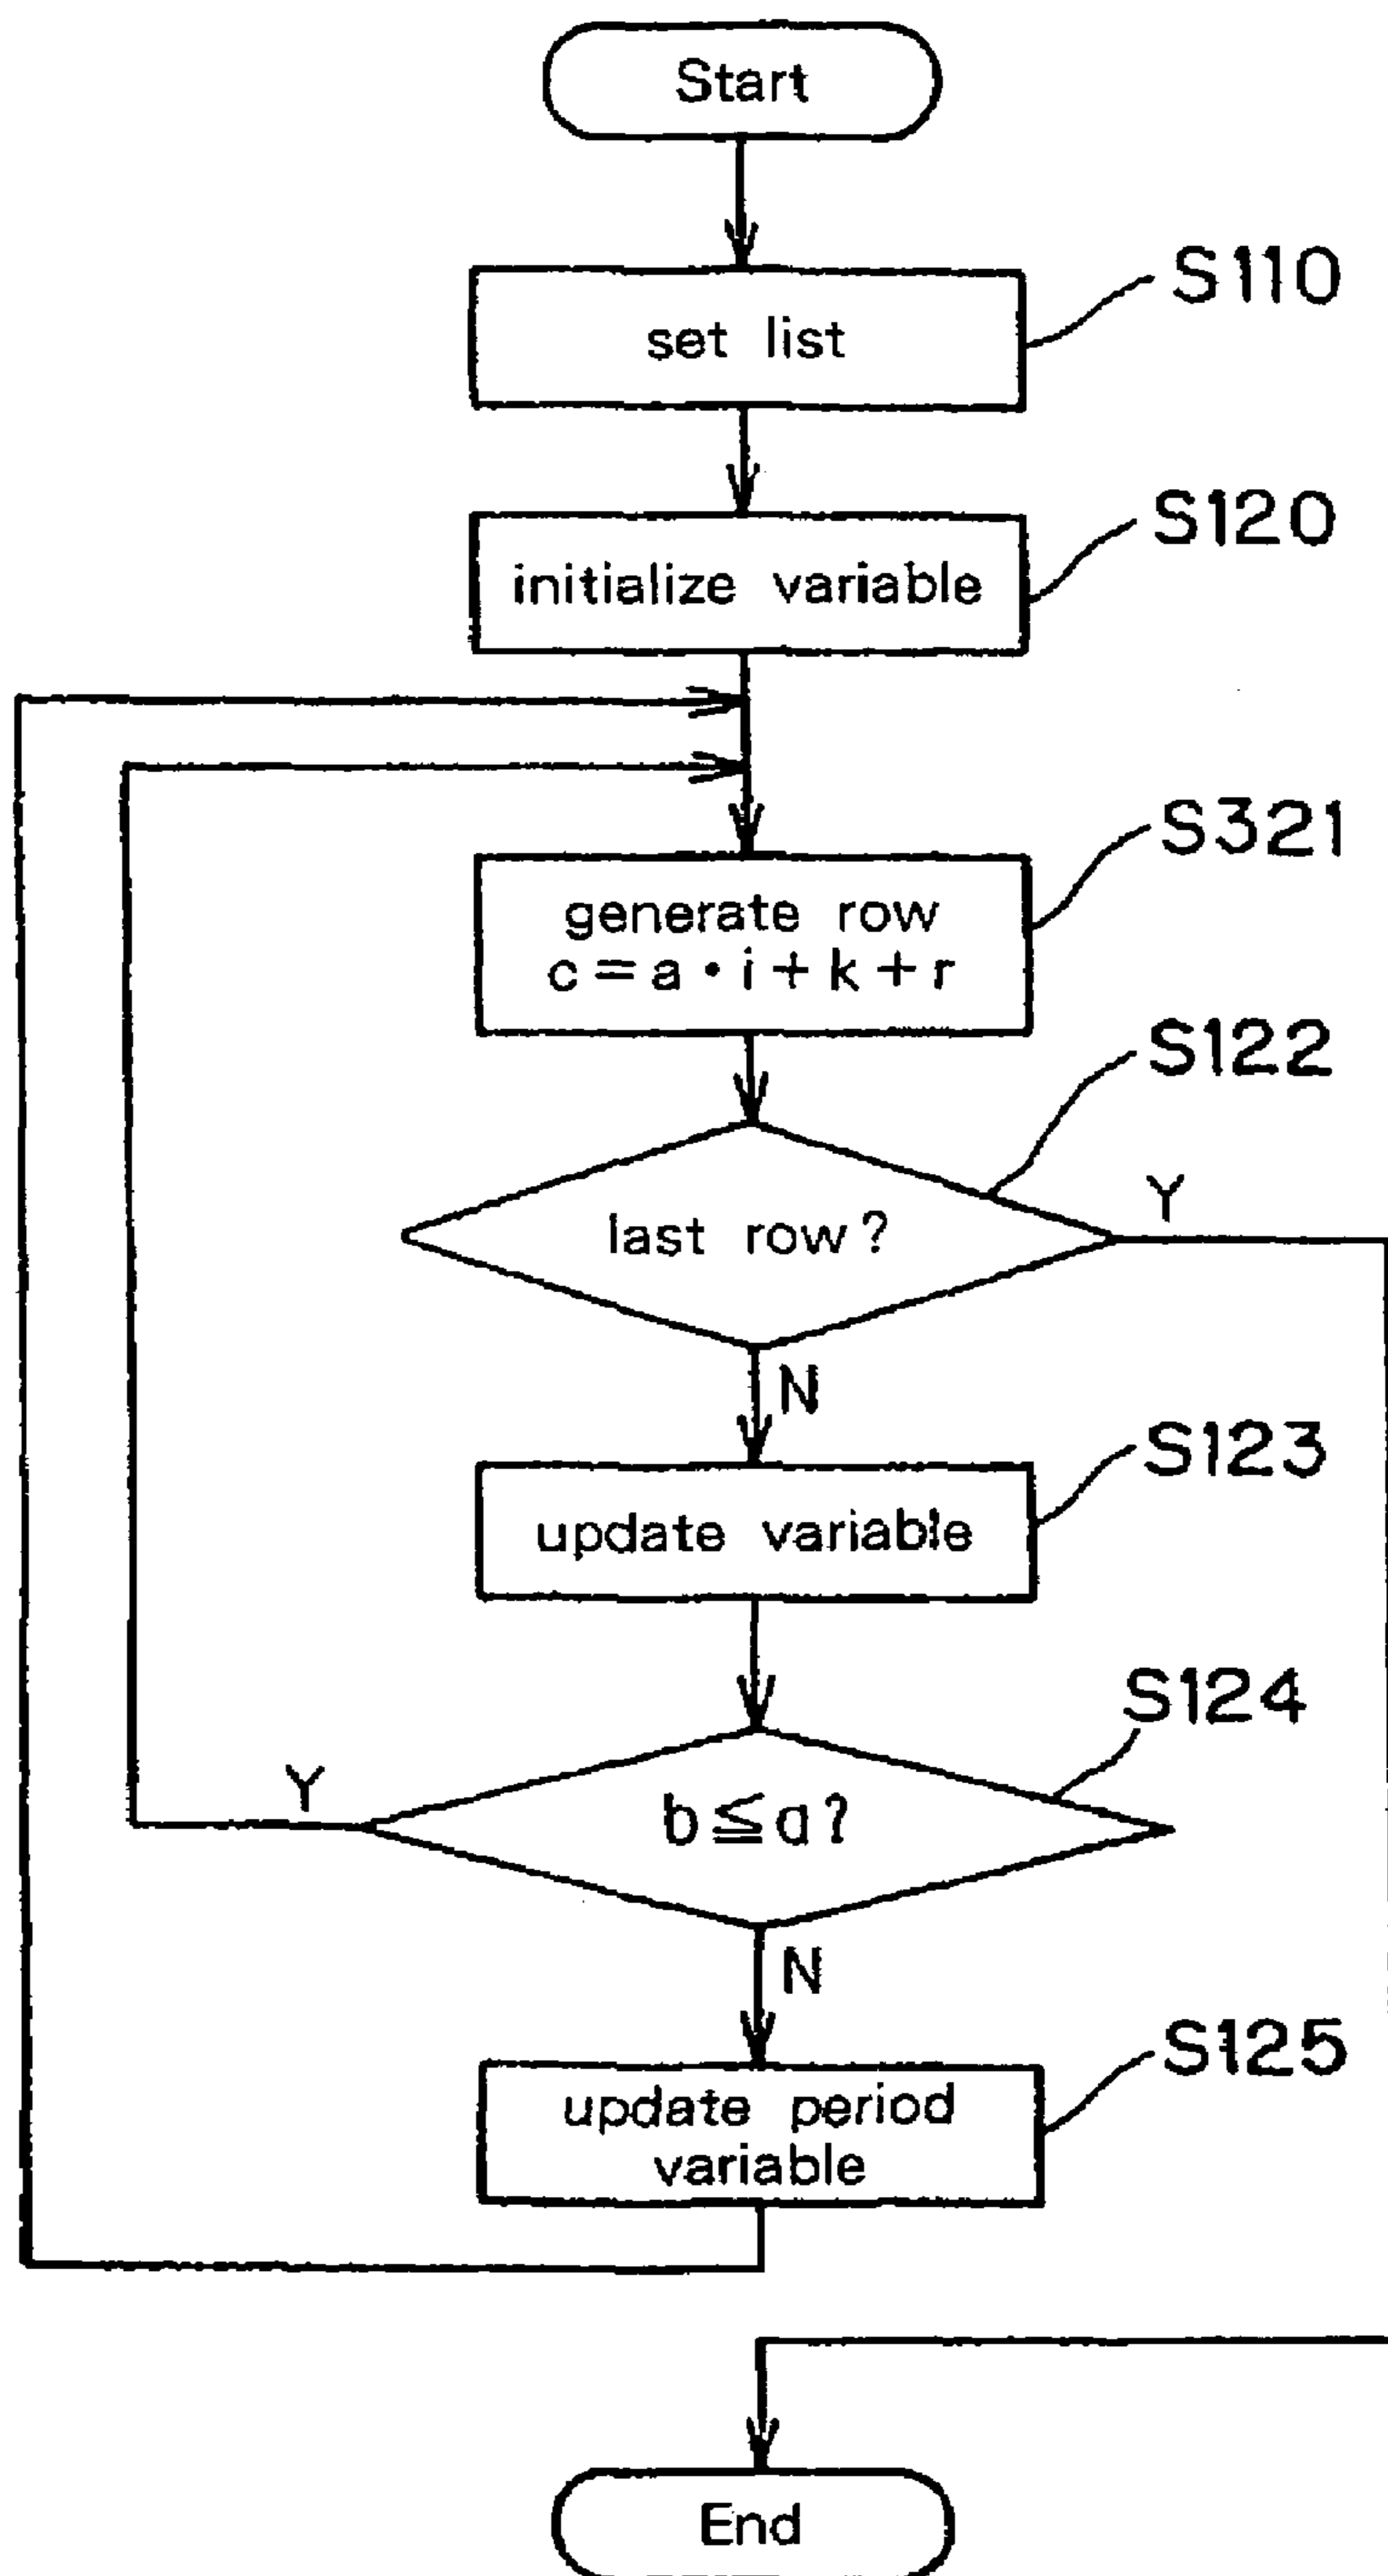 Start
S110
set list
S120
initialize variable
S321
generate row
c = a・i + k + r
S122
last row?
Y
N
S123
update variable
S124
Y
b≦a?
N
S125
update period
variable
End